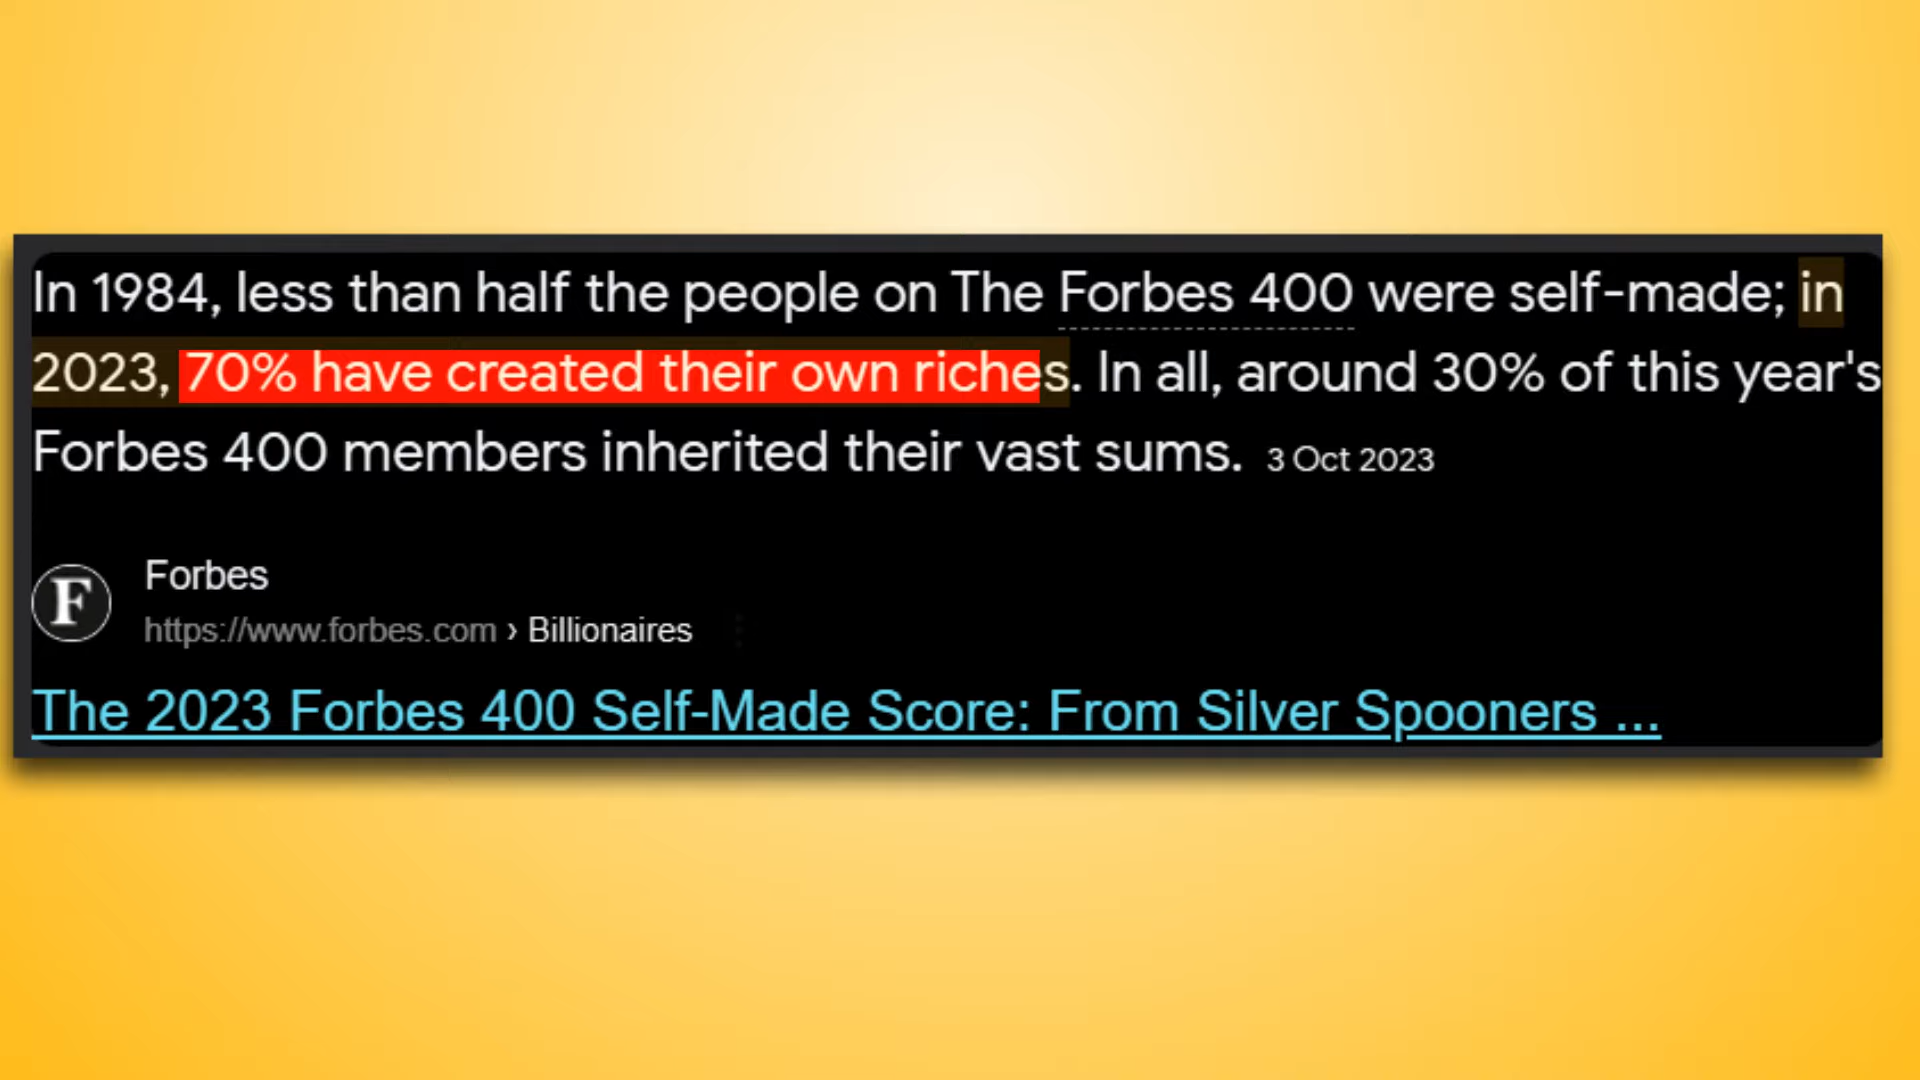 In 1984, less than half the people on The Forbes 400 were self-made; in
2023, 70% have created their own riches. In all, around 30% of this year's
Forbes 400 members inherited their vast sums. 3 Oct 2023
F
Forbes
https://www.forbes.com › Billionaires
The 2023 Forbes 400 Self-Made Score: From Silver Spooners ...